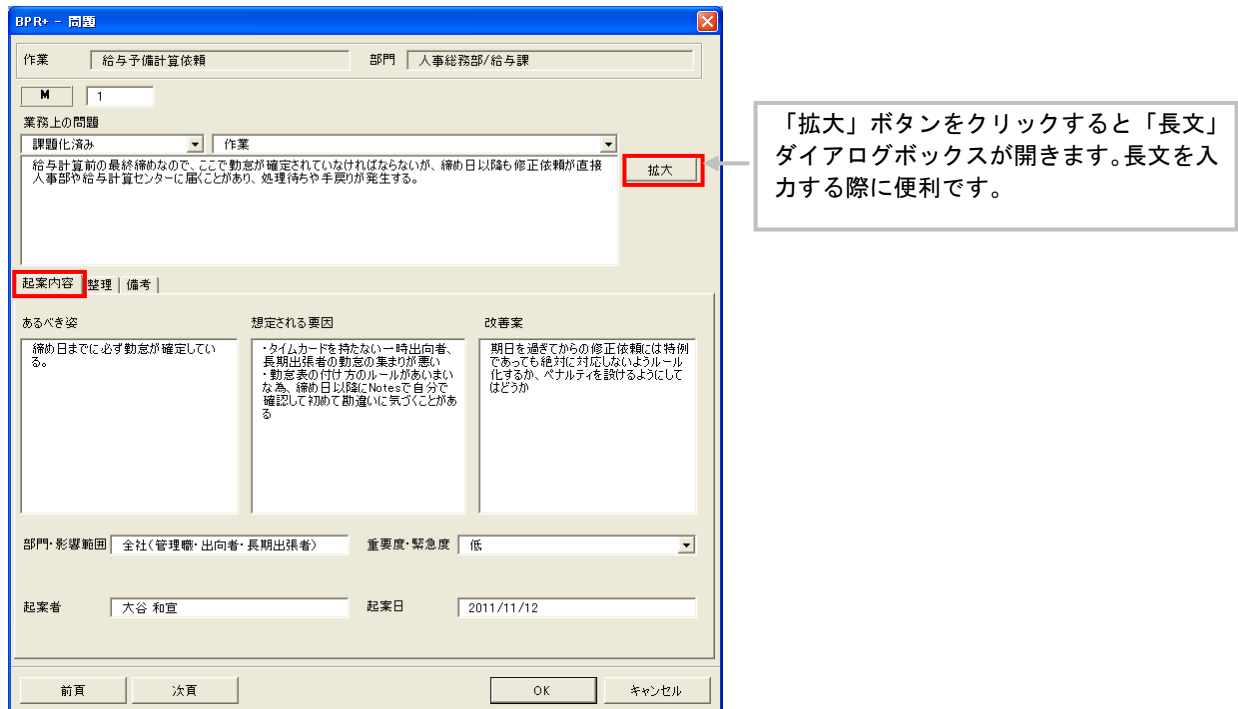 BPR+ - 問題
作業 給与予備計算依頼 部門 人事総務部/給与課
M 1
業務上の問題
課題化済み 作業
給与計算前の最終締めなので、ここで勤怠が確定されていなければならないが、締め日以降も修正依頼が直接
人事部や給与計算センターに届くことがあり、処理待ちや手戻りが発生する。
拡大
「拡大」ボタンをクリックすると「長文」
ダイアログボックスが開きます。長文を入
力する際に便利です。
起案内容 整理 備考
あるべき姿
締め日までに必ず勤怠が確定してい
る。
想定される要因
・タイムカードを持たない一時出向者、
長期出張者の勤怠の集まりが悪い
・勤怠表の付け方のルールがあいまい
な為、締め日以降にNotesで自分で
確認して初めて勘違いに気づくことがあ
る
改善案
期日を過ぎてからの修正依頼には特例
であっても絶対に対応しないようルール
化するか、ペナルティを設けるようにして
はどうか
部門・影響範囲 全社(管理職・出向者・長期出張者) 重要度・緊急度 低
起案者 大谷 和宣 起案日 2011/11/12
前頁 次頁 OK キャンセル